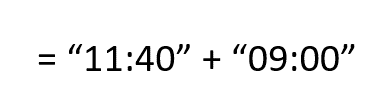 = “11:40” + “09:00”